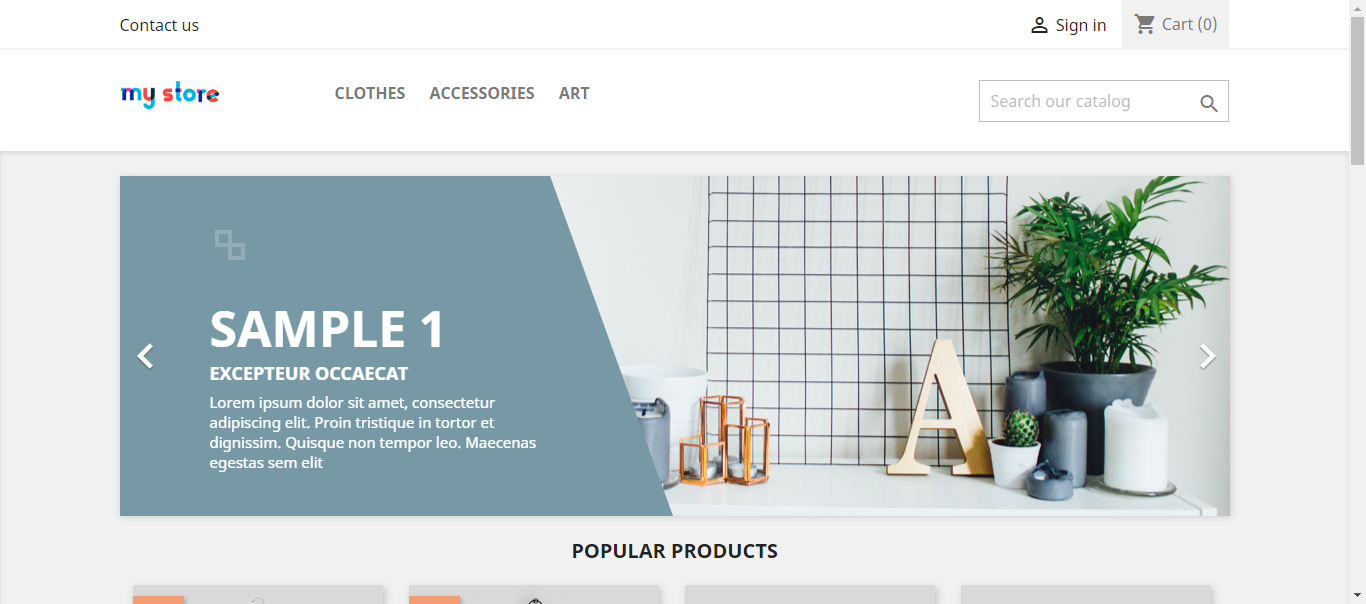 Contact us
Sign in
Cart (0)
my store
CLOTHES
ACCESSORIES
ART
Search our catalog
SAMPLE 1
EXCEPTEUR OCCAECAT
Lorem ipsum dolor sit amet, consectetur
adipiscing elit. Proin tristique in tortor et
dignissim. Quisque non tempor leo. Maecenas
egestas sem elit
A
POPULAR PRODUCTS